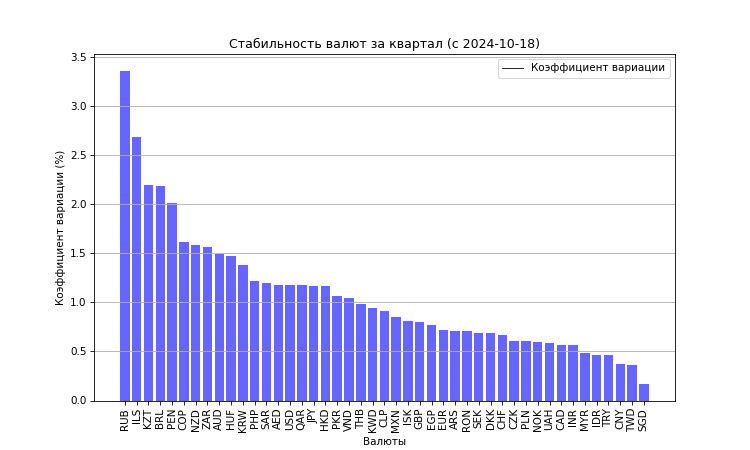 Стабильность валют за квартал (с 2024-10-18)
Коэффициент вариации
Коэффициент вариации (%)
3.5
3.0
2.5
2.0
1.5
1.0
0.5
0.0
RUB ILS KZT BRL PEN COP NZD ZAR AUD HUF KRW PHP SAR AED USD QAR JPY HKD PKR VND THB KWD CLP MXN ISK GBP EGP EUR ARS RON SEK DKK CHF CZK PLN NOK UAH CAD INR MYR IDR TRY CNY TWD SGD
Валюты